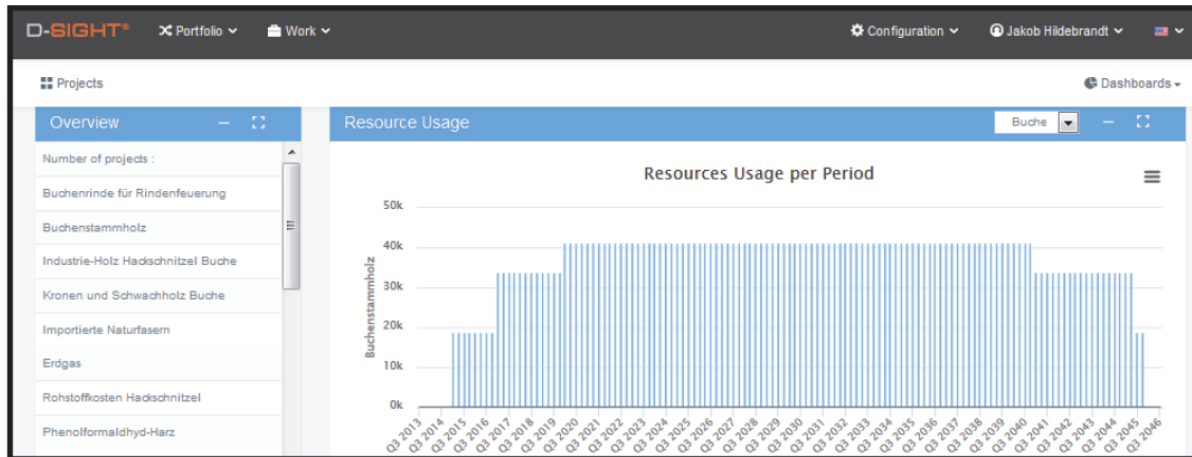 D-SIGHT® Portfolio Work Configuration Jakob Hildebrandt
Projects Dashboards
Overview
Number of projects :
Buchenrinde für Rindenfeuerung
Buchenstammholz
Industrie-Holz Hackschnitzel Buche
Kronen und Schwachholz Buche
Importierte Naturfasern
Erdgas
Rohstoffkosten Hackschnitzel
Phenolformaldhyd-Harz
Resource Usage Buche
Resources Usage per Period
Buchenstammholz
50k
40k
30k
20k
10k
0k
Q3 2013 Q3 2014 Q3 2015 Q3 2016 Q3 2017 Q3 2018 Q3 2019 Q3 2020 Q3 2021 Q3 2022 Q3 2023 Q3 2024 Q3 2025 Q3 2026 Q3 2027 Q3 2028 Q3 2029 Q3 2030 Q3 2031 Q3 2032 Q3 2033 Q3 2034 Q3 2035 Q3 2036 Q3 2037 Q3 2038 Q3 2039 Q3 2040 Q3 2041 Q3 2042 Q3 2043 Q3 2044 Q3 2045 Q3 2046